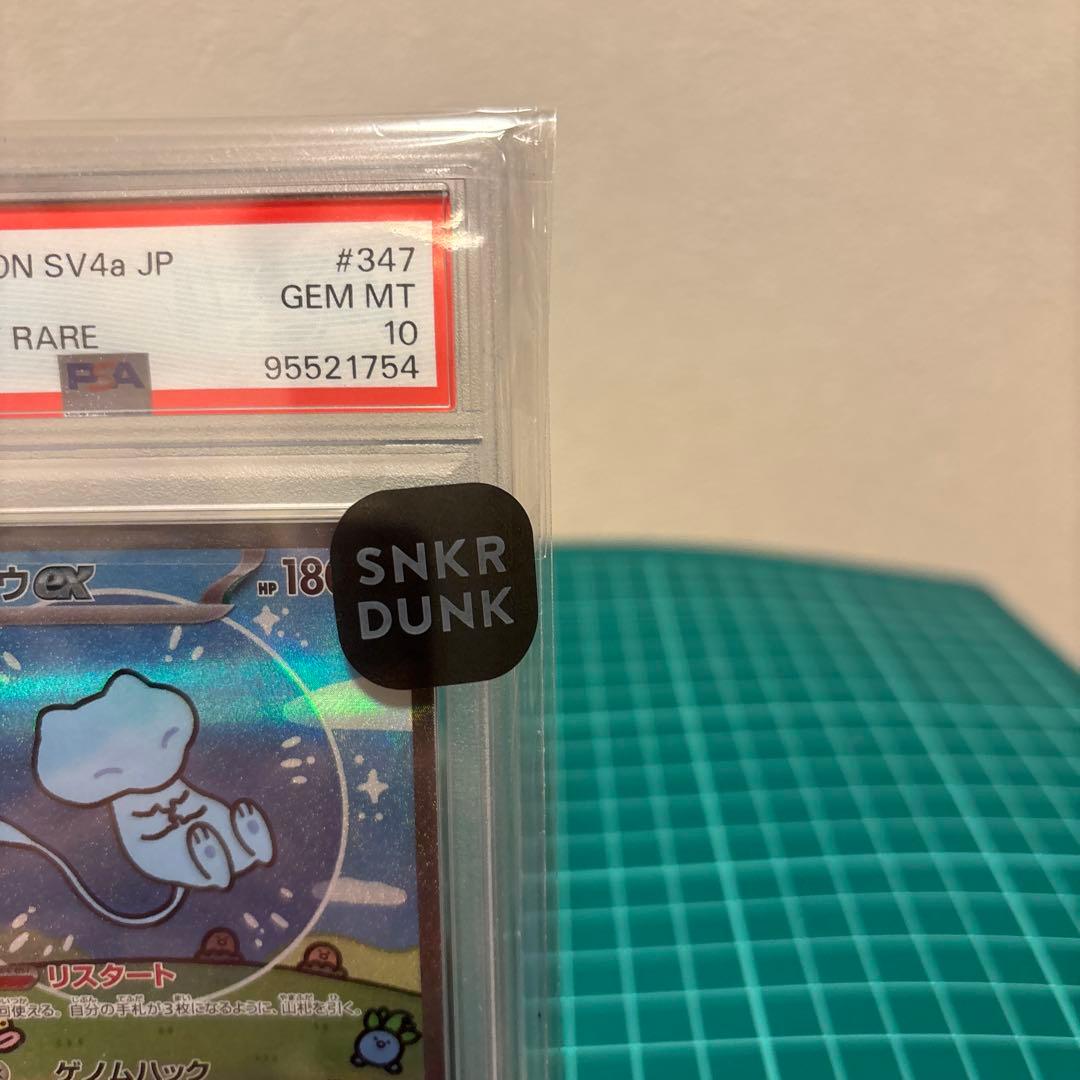 ON SV4a JP #347
GEM MT
RARE 10
PSA 95521754
SNKR
DUNK
ウex HP 18
リスタート
回使える。自分の手札が3枚になるように、山札を引く。
ゲノムハック